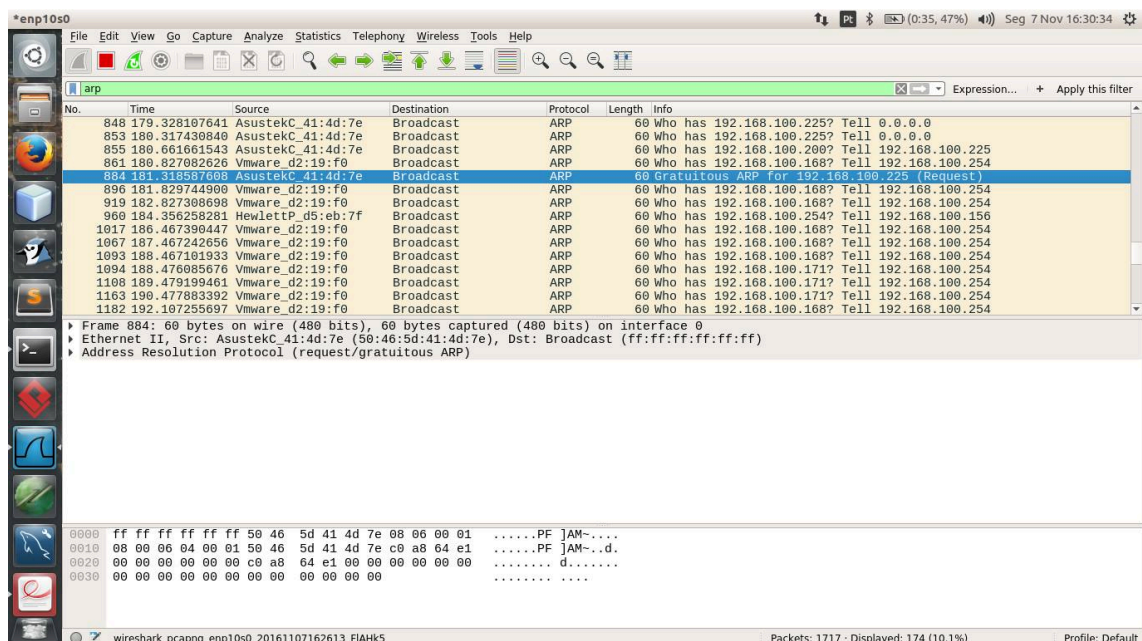 *enp10s0
Pt (0:35, 47%) Seg 7 Nov 16:30:34
File Edit View Go Capture Analyze Statistics Telephony Wireless Tools Help
arp Expression... + Apply this filter
No. Time Source Destination Protocol Length Info
848 179.328107641 AsustekC_41:4d:7e Broadcast ARP 60 Who has 192.168.100.225? Tell 0.0.0.0
853 180.317430840 AsustekC_41:4d:7e Broadcast ARP 60 Who has 192.168.100.225? Tell 0.0.0.0
855 180.661661543 AsustekC_41:4d:7e Broadcast ARP 60 Who has 192.168.100.200? Tell 192.168.100.225
861 180.827082626 Vmware_d2:19:f0 Broadcast ARP 60 Who has 192.168.100.168? Tell 192.168.100.254
884 181.318587608 AsustekC_41:4d:7e Broadcast ARP 60 Gratuitous ARP for 192.168.100.225 (Request)
896 181.829744900 Vmware_d2:19:f0 Broadcast ARP 60 Who has 192.168.100.168? Tell 192.168.100.254
919 182.827308698 Vmware_d2:19:f0 Broadcast ARP 60 Who has 192.168.100.168? Tell 192.168.100.254
960 184.356258281 HewlettP_d5:eb:7f Broadcast ARP 60 Who has 192.168.100.254? Tell 192.168.100.156
1017 186.467390447 Vmware_d2:19:f0 Broadcast ARP 60 Who has 192.168.100.168? Tell 192.168.100.254
1067 187.467242656 Vmware_d2:19:f0 Broadcast ARP 60 Who has 192.168.100.168? Tell 192.168.100.254
1093 188.467101933 Vmware_d2:19:f0 Broadcast ARP 60 Who has 192.168.100.168? Tell 192.168.100.254
1094 188.476085676 Vmware_d2:19:f0 Broadcast ARP 60 Who has 192.168.100.171? Tell 192.168.100.254
1108 189.479199461 Vmware_d2:19:f0 Broadcast ARP 60 Who has 192.168.100.171? Tell 192.168.100.254
1163 190.477883392 Vmware_d2:19:f0 Broadcast ARP 60 Who has 192.168.100.171? Tell 192.168.100.254
1182 192.107255697 Vmware_d2:19:f0 Broadcast ARP 60 Who has 192.168.100.168? Tell 192.168.100.254
Frame 884: 60 bytes on wire (480 bits), 60 bytes captured (480 bits) on interface 0
Ethernet II, Src: AsustekC_41:4d:7e (50:46:5d:41:4d:7e), Dst: Broadcast (ff:ff:ff:ff:ff:ff)
Address Resolution Protocol (request/gratuitous ARP)
0000 ff ff ff ff ff ff 50 46 5d 41 4d 7e 08 06 00 01 ......PF ]AM~....
0010 08 00 06 04 00 01 50 46 5d 41 4d 7e c0 a8 64 e1 ......PF ]AM~..d.
0020 00 00 00 00 00 00 c0 a8 64 e1 00 00 00 00 00 00 ........ d.......
0030 00 00 00 00 00 00 00 00 00 00 00 00 ........ ....
wireshark_pcapng_enp10s0_20161107162613_FlAHk5 Packets: 1717 · Displayed: 174 (10.1%) Profile: Default